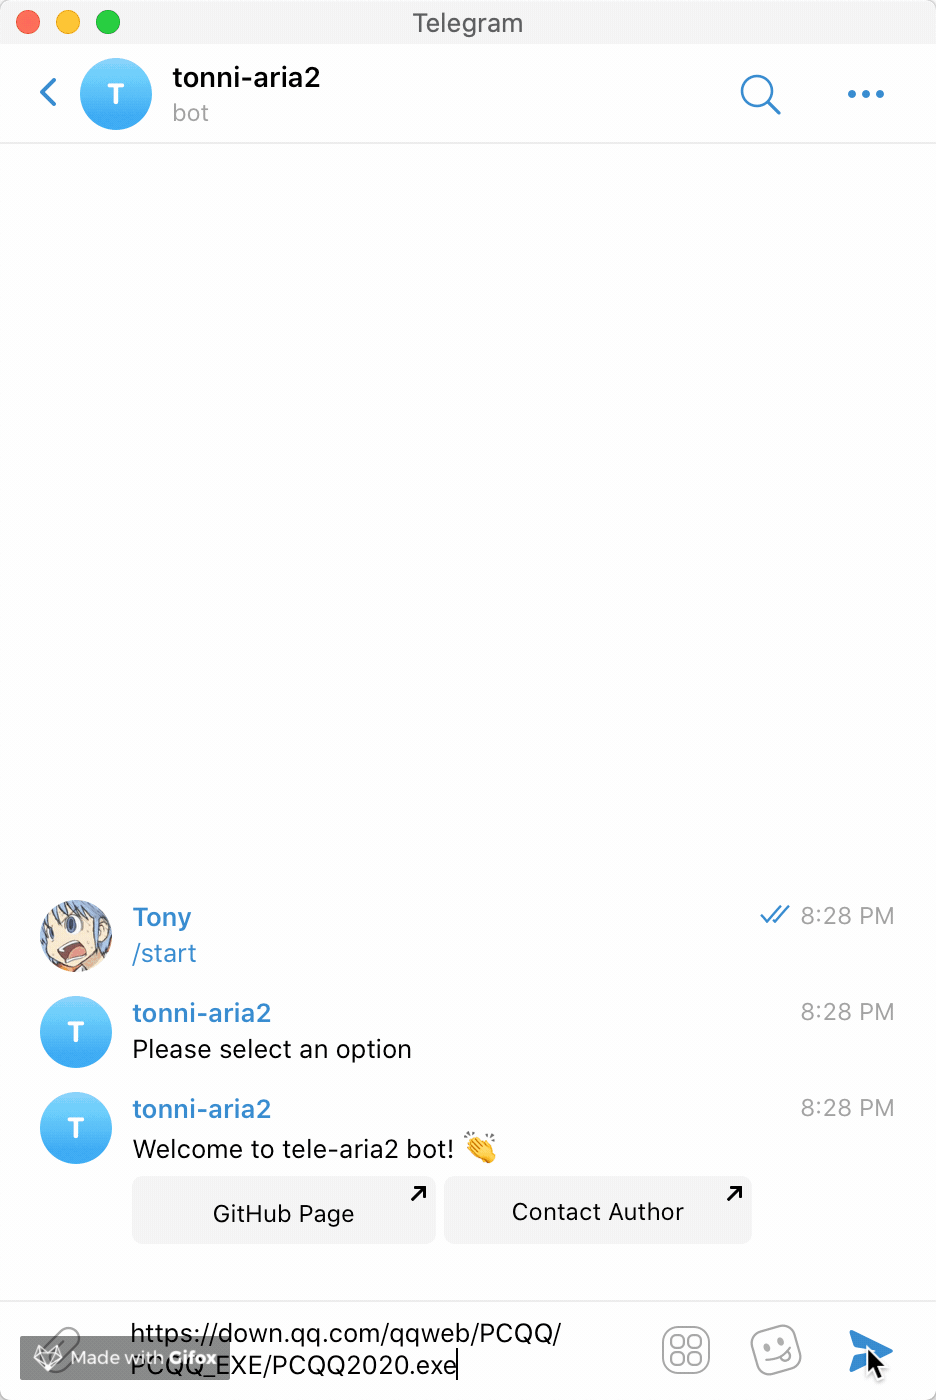 Telegram
T
tonni-aria2
bot
Tony
8:28 PM
/start
T
tonni-aria2
8:28 PM
Please select an option
T
tonni-aria2
8:28 PM
Welcome to tele-aria2 bot! 👏
GitHub Page
Contact Author
https://down.qq.com/qqweb/PCQQ/
PCQQ_EXE/PCQQ2020.exe
Made with Gifox